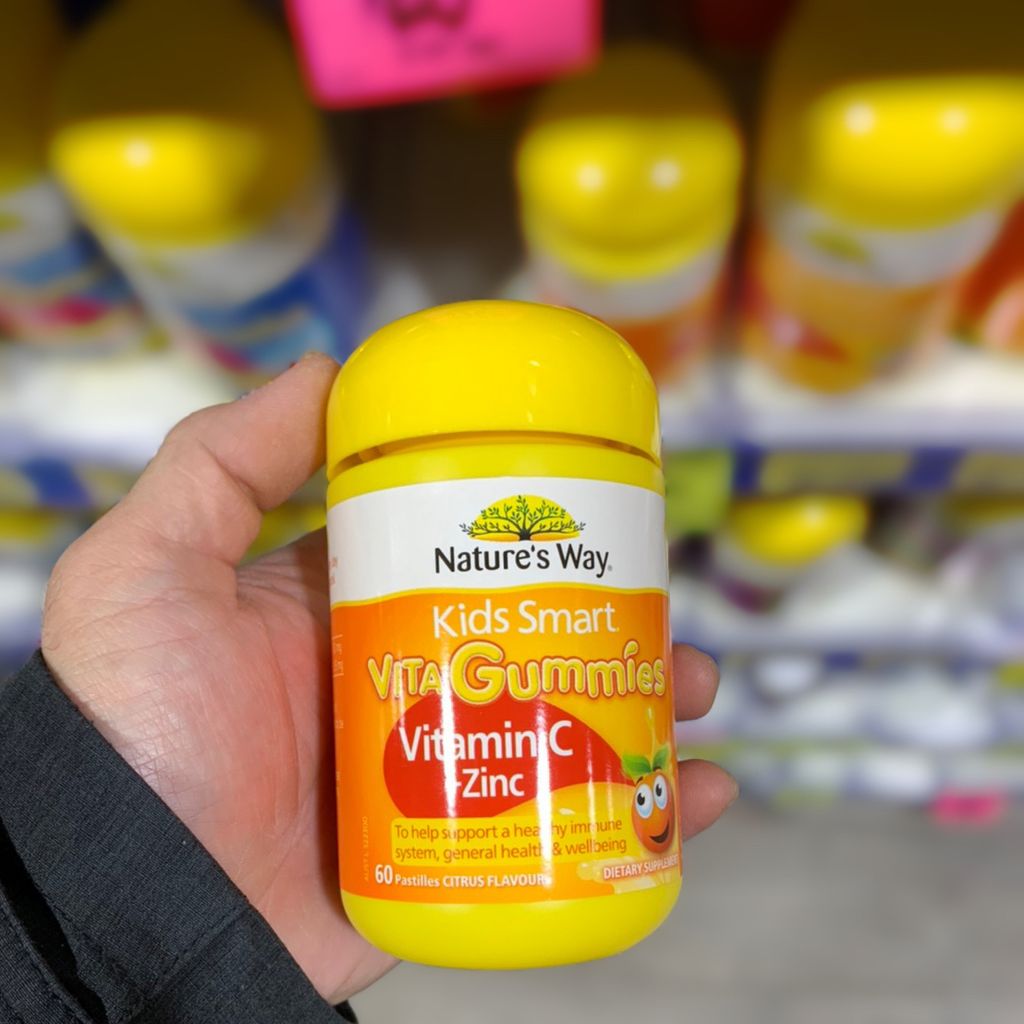 Nature's Way
Kids Smart
VITA GUMMIES
Vitamin C
+Zinc
To help support a healthy immune
system, general health & wellbeing
60 Pastilles CITRUS FLAVOUR
DIETARY SUPPLEMENT